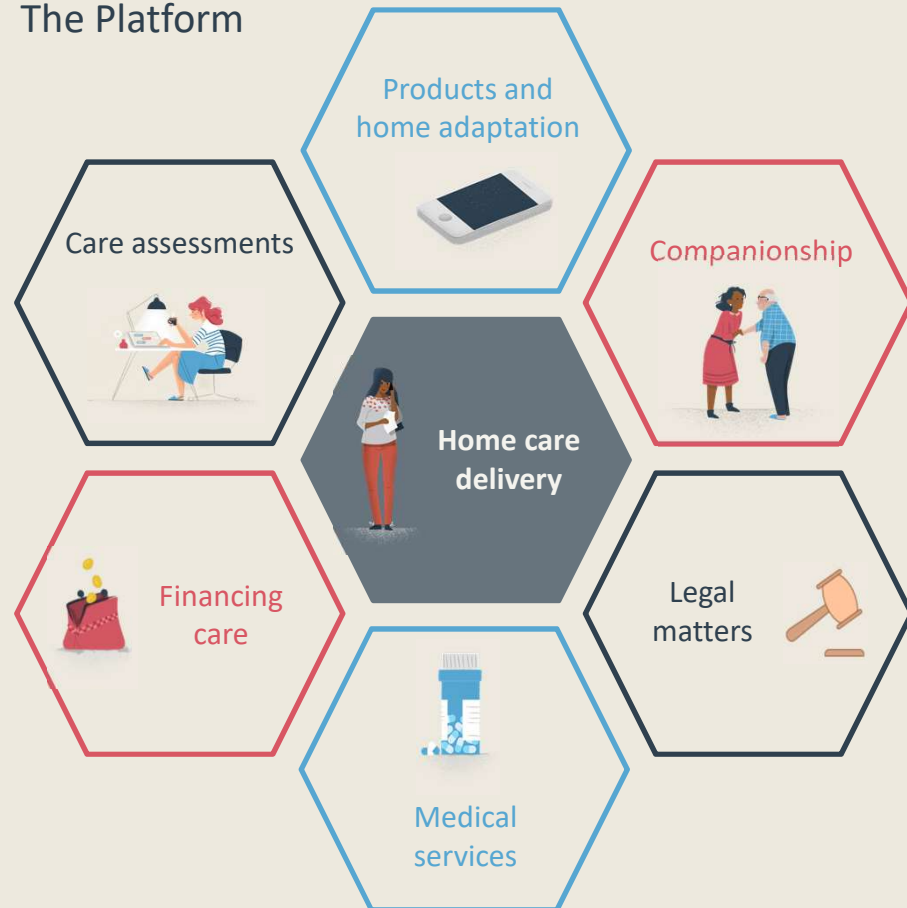 The Platform
Products and
home adaptation
Care assessments
Companionship
Home care
delivery
Financing
care
Legal
matters
Medical
services